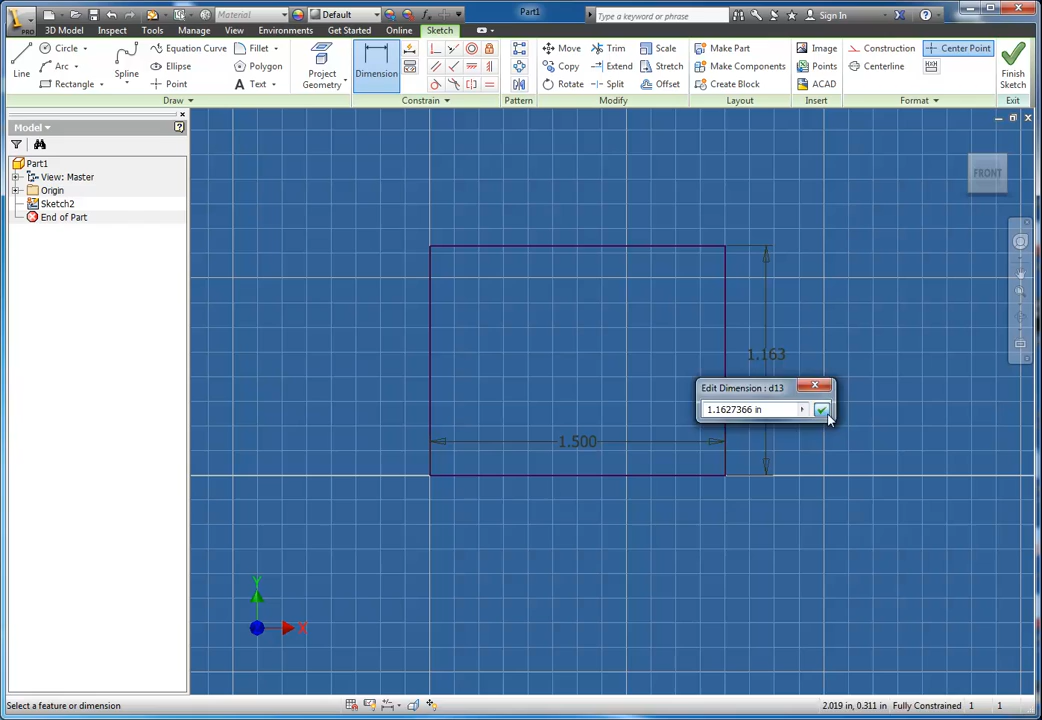 PRO
Material
Default
Part1
Type a keyword or phrase
Sign In
3D Model
Inspect
Tools
Manage
View
Environments
Get Started
Online
Sketch
Line
Circle
Arc
Rectangle
Spline
Equation Curve
Ellipse
Point
Fillet
Polygon
Text
Project Geometry
Dimension
Move
Copy
Rotate
Trim
Extend
Split
Scale
Stretch
Offset
Make Part
Make Components
Create Block
Image
Points
ACAD
Construction
Centerline
Center Point
Finish Sketch
Draw
Constrain
Pattern
Modify
Layout
Insert
Format
Exit
Model
Part1
View: Master
Origin
Sketch2
End of Part
FRONT
1.163
Edit Dimension : d13
1.1627366 in
1.500
Y
X
Select a feature or dimension
2.019 in, 0.311 in
Fully Constrained
1
1